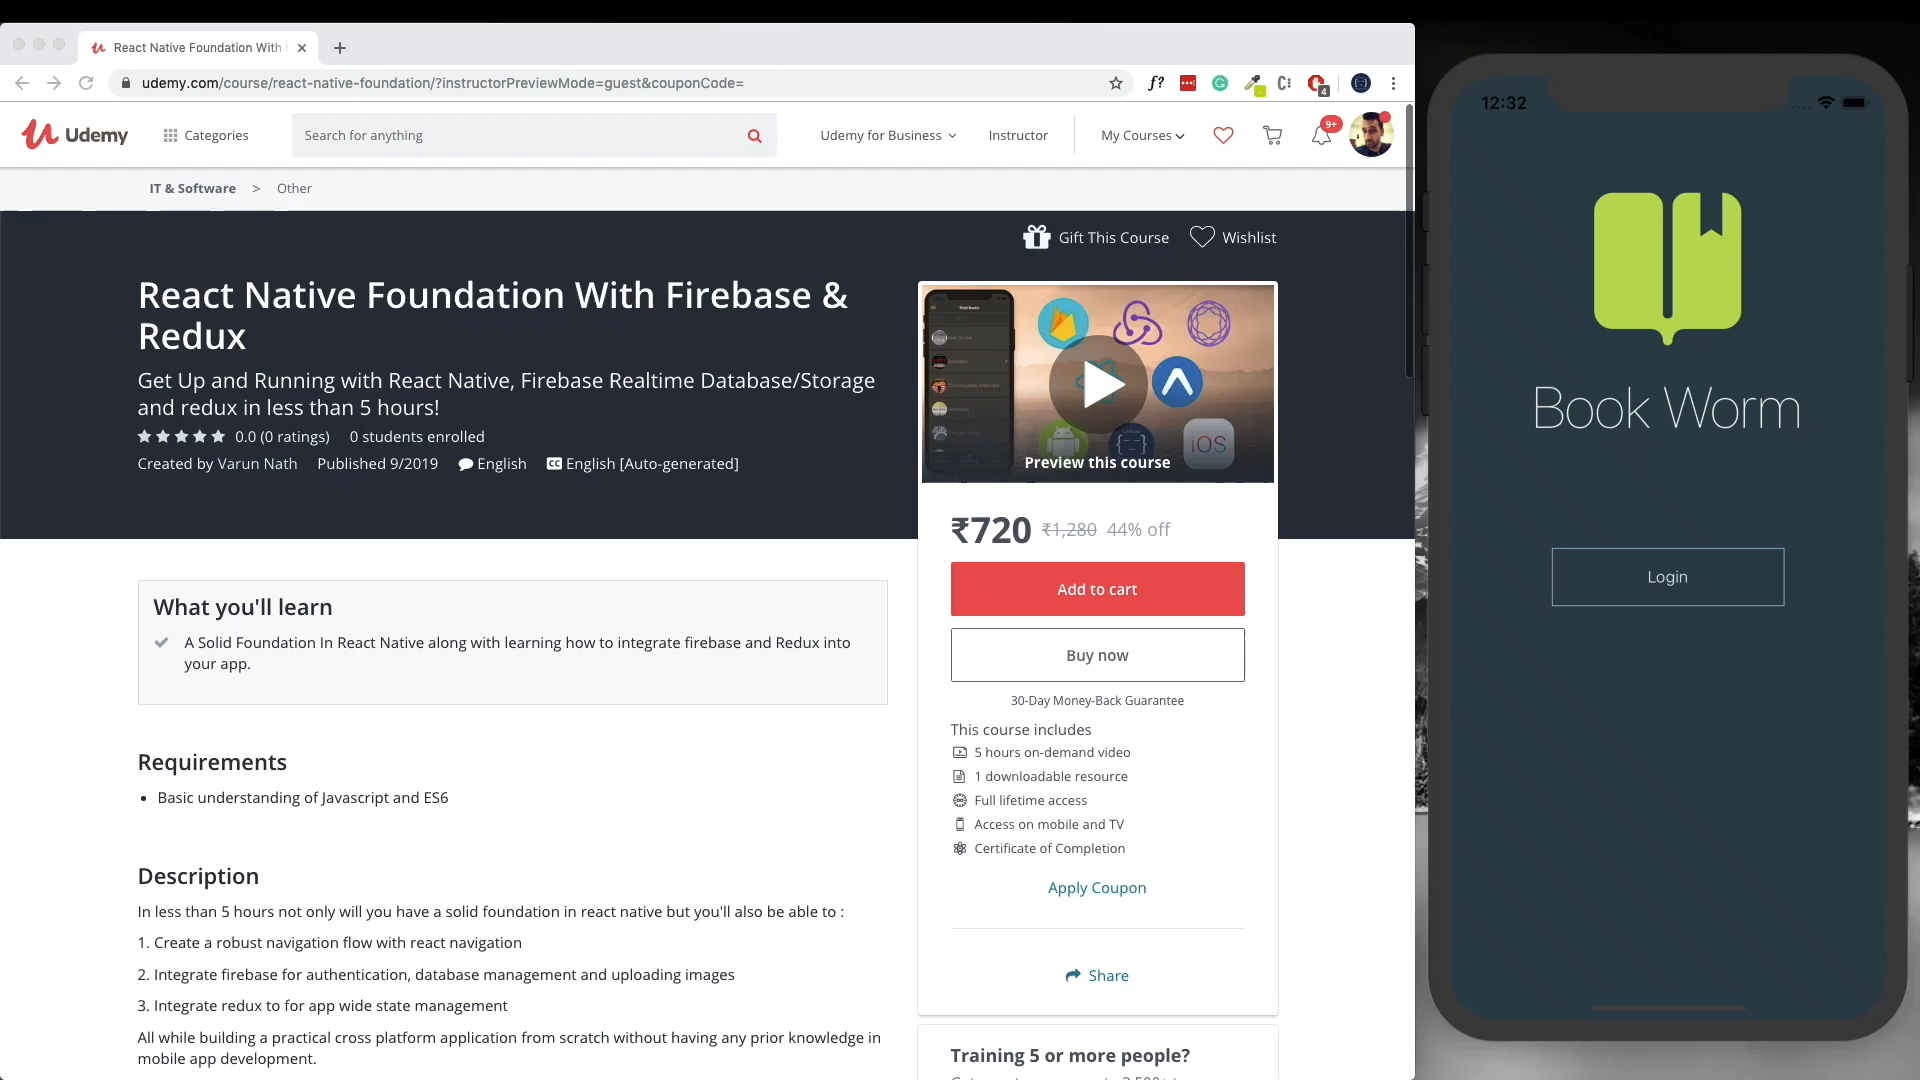 React Native Foundation With
udemy.com/course/react-native-foundation/?instructorPreviewMode=guest&couponCode=
f?
4
Udemy
Categories
Search for anything
Udemy for Business
Instructor
My Courses
9+
IT & Software > Other
Gift This Course
Wishlist
React Native Foundation With Firebase &
Redux
Get Up and Running with React Native, Firebase Realtime Database/Storage
and redux in less than 5 hours!
0.0 (0 ratings) 0 students enrolled
Created by Varun Nath Published 9/2019 English CC English [Auto-generated]
iOS
Preview this course
₹720 ₹1,280 44% off
Add to cart
Buy now
30-Day Money-Back Guarantee
This course includes
5 hours on-demand video
1 downloadable resource
Full lifetime access
Access on mobile and TV
Certificate of Completion
Apply Coupon
Share
Training 5 or more people?
What you'll learn
A Solid Foundation In React Native along with learning how to integrate firebase and Redux into
your app.
Requirements
• Basic understanding of Javascript and ES6
Description
In less than 5 hours not only will you have a solid foundation in react native but you'll also be able to :
1. Create a robust navigation flow with react navigation
2. Integrate firebase for authentication, database management and uploading images
3. Integrate redux to for app wide state management
All while building a practical cross platform application from scratch without having any prior knowledge in
mobile app development.
12:32
Book Worm
Login